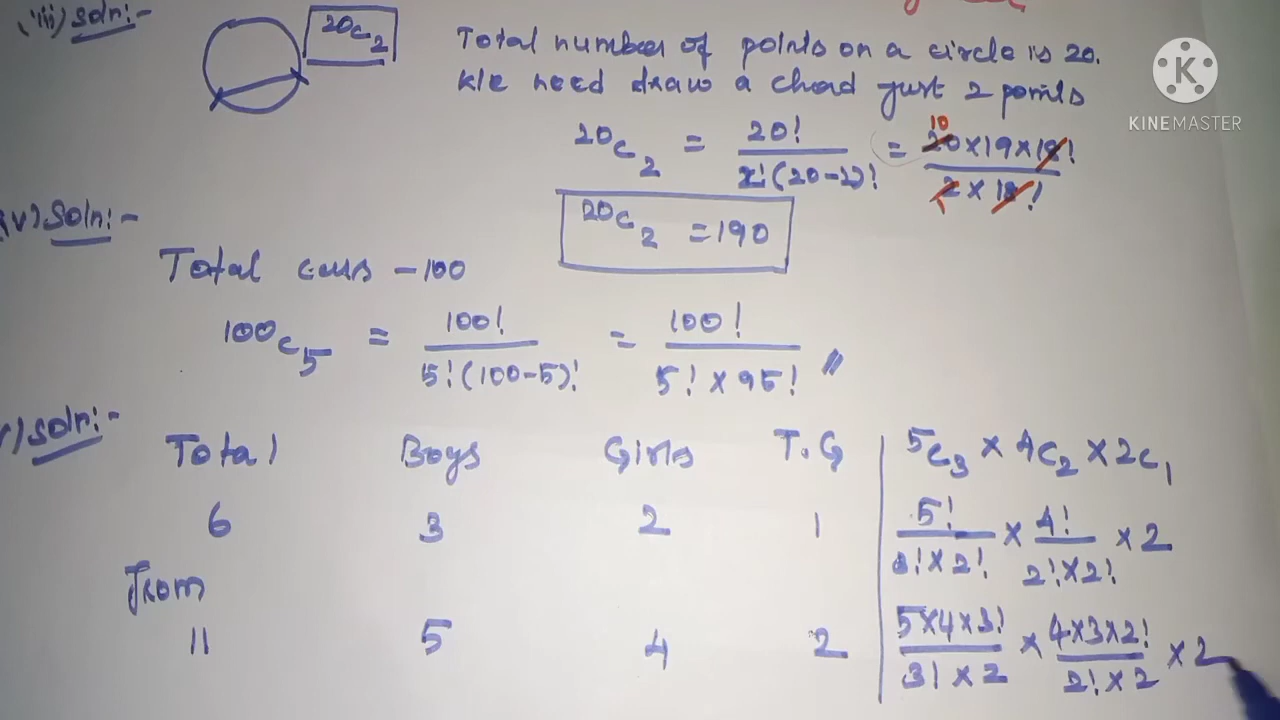 iii) Soln:-
20C2
Total number of points on a circle is 20.
We need draw a chord just 2 points
20C2 = 20! / 2!(20-2)! = 20×19×18! / 2×18!
10
1
20C2 = 190
iv) Soln:-
Total cars - 100
100C5 = 100! / 5!(100-5)! = 100! / 5!×95! //
v) Soln:-
Total Boys Girls T.G
6 3 2 1
From
11 5 4 2
5C3 × 4C2 × 2C1
5! / 3!×2! × 4! / 2!×2! × 2
5×4×3! / 3!×2 × 4×3×2! / 2!×2 × 2
K
KINEMASTER